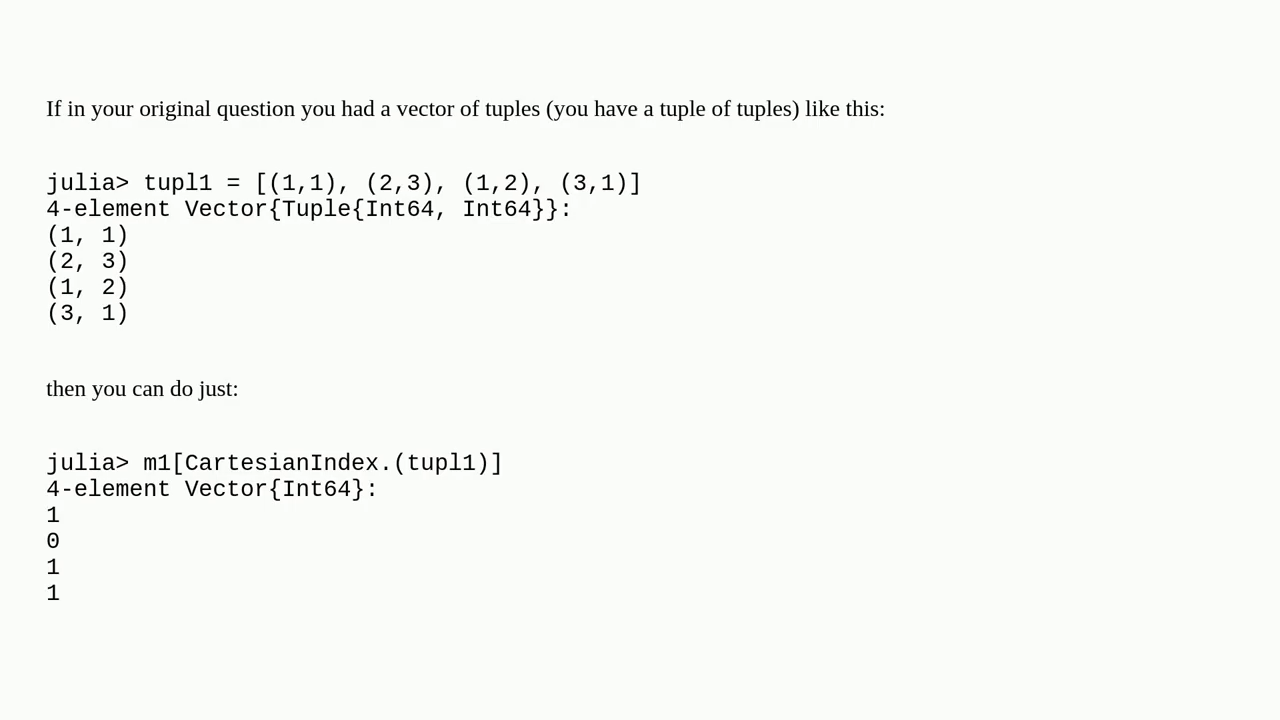 If in your original question you had a vector of tuples (you have a tuple of tuples) like this:
julia> tupl1 = [(1,1), (2,3), (1,2), (3,1)]
4-element Vector{Tuple{Int64, Int64}}:
(1, 1)
(2, 3)
(1, 2)
(3, 1)
then you can do just:
julia> m1[CartesianIndex.(tupl1)]
4-element Vector{Int64}:
1
0
1
1